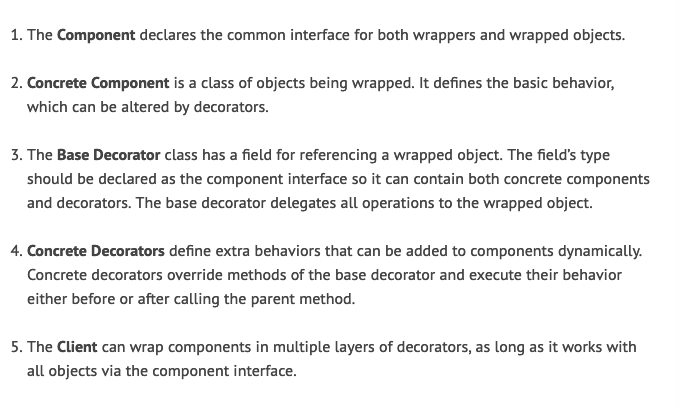 1. The Component declares the common interface for both wrappers and wrapped objects.
2. Concrete Component is a class of objects being wrapped. It defines the basic behavior,
which can be altered by decorators.
3. The Base Decorator class has a field for referencing a wrapped object. The field's type
should be declared as the component interface so it can contain both concrete components
and decorators. The base decorator delegates all operations to the wrapped object.
4. Concrete Decorators define extra behaviors that can be added to components dynamically.
Concrete decorators override methods of the base decorator and execute their behavior
either before or after calling the parent method.
5. The Client can wrap components in multiple layers of decorators, as long as it works with
all objects via the component interface.